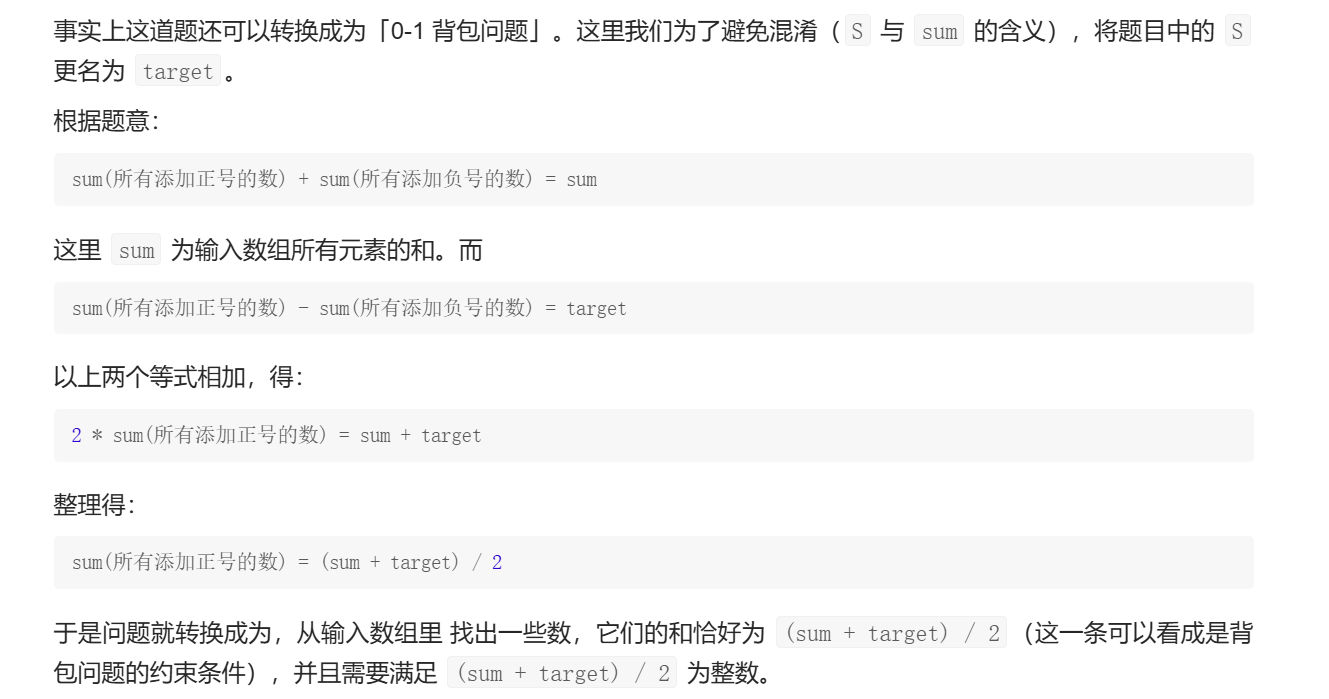 事实上这道题还可以转换成为「0-1 背包问题」。这里我们为了避免混淆（S 与 sum 的含义），将题目中的 S
更名为 target。
根据题意：
sum(所有添加正号的数) + sum(所有添加负号的数) = sum
这里 sum 为输入数组所有元素的和。而
sum(所有添加正号的数) - sum(所有添加负号的数) = target
以上两个等式相加，得：
2 * sum(所有添加正号的数) = sum + target
整理得：
sum(所有添加正号的数) = (sum + target) / 2
于是问题就转换成为，从输入数组里 找出一些数，它们的和恰好为 (sum + target) / 2（这一条可以看成是背
包问题的约束条件），并且需要满足 (sum + target) / 2 为整数。